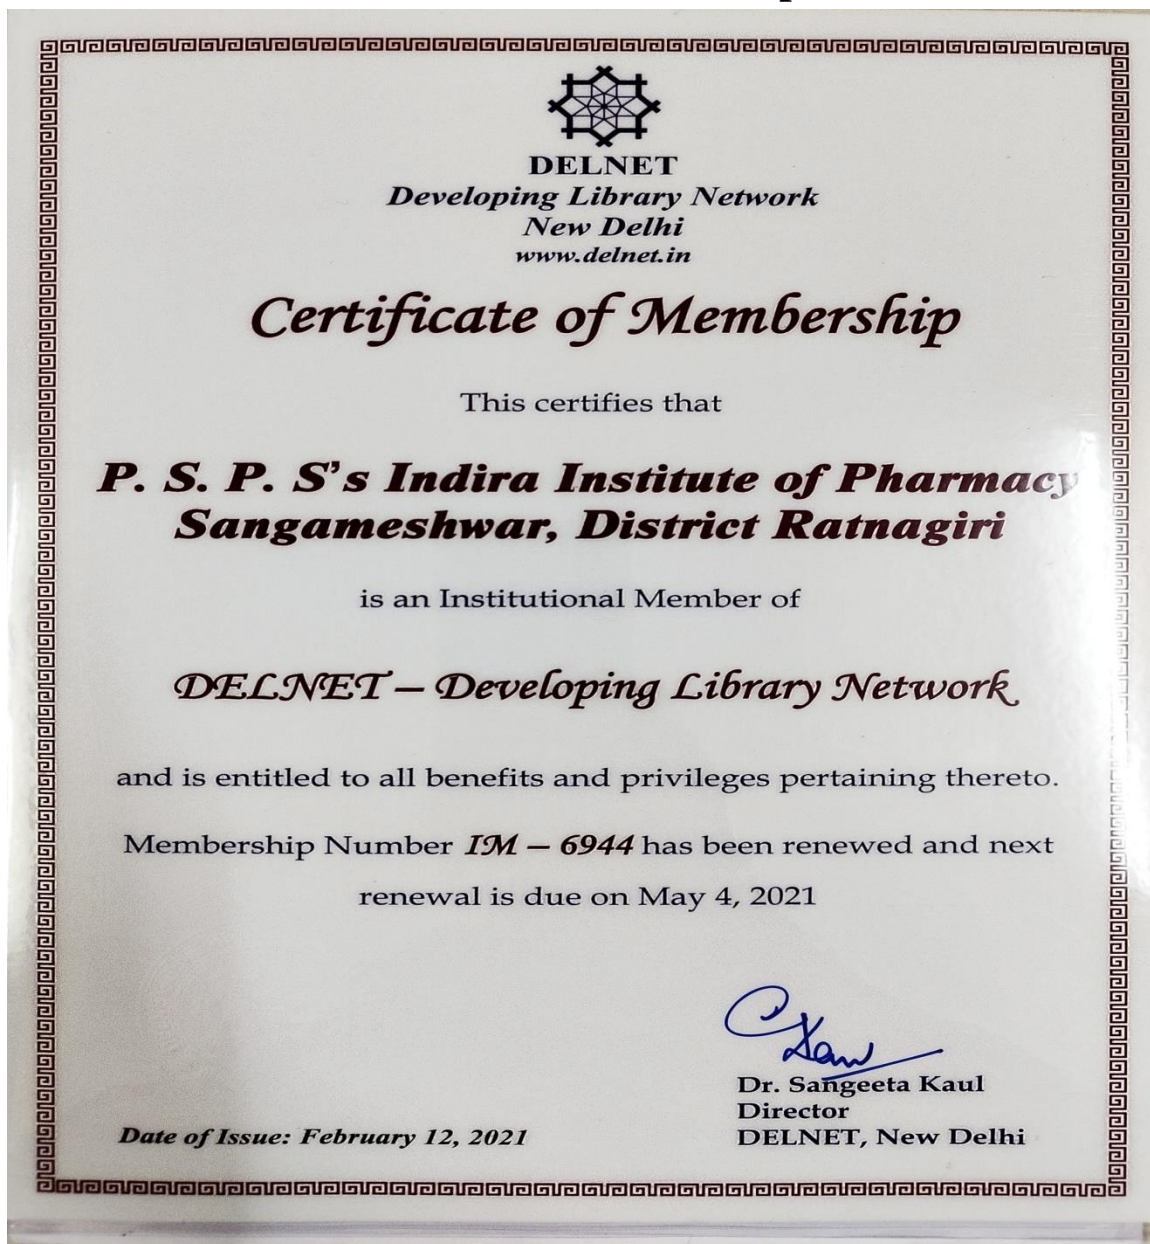 DELNET
Developing Library Network
New Delhi
www.delnet.in
Certificate of Membership
This certifies that
P. S. P. S's Indira Institute of Pharmacy
Sangameshwar, District Ratnagiri
is an Institutional Member of
DELNET – Developing Library Network
and is entitled to all benefits and privileges pertaining thereto.
Membership Number IM – 6944 has been renewed and next
renewal is due on May 4, 2021
Dr. Sangeeta Kaul
Director
DELNET, New Delhi
Date of Issue: February 12, 2021